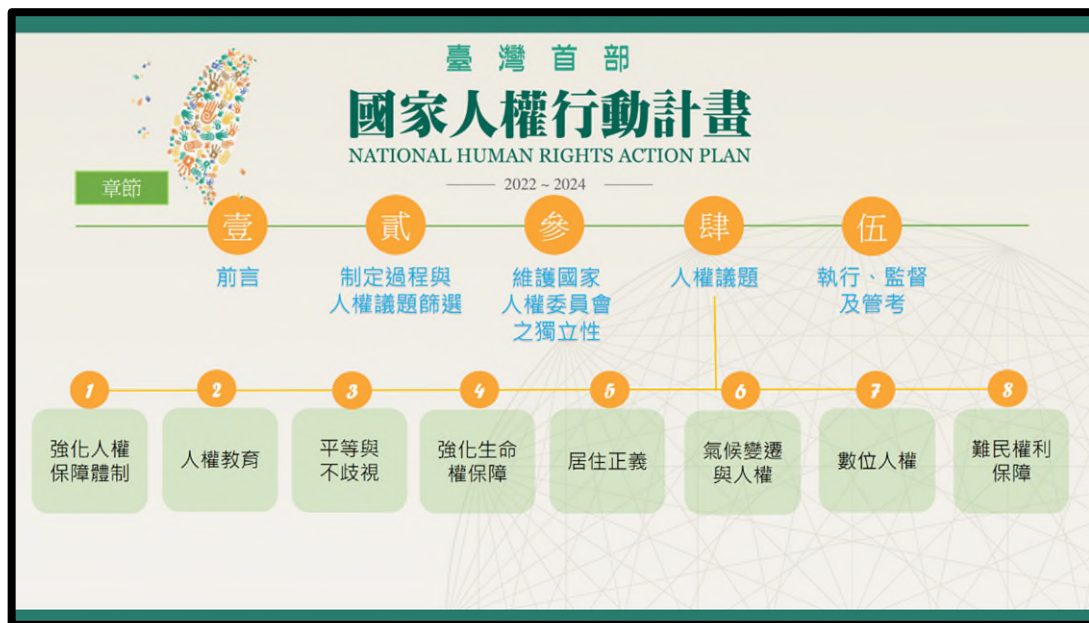 臺灣首部
國家人權行動計畫
NATIONAL HUMAN RIGHTS ACTION PLAN
2022 ~ 2024
章節
壹
貳
參
肆
伍
前言
制定過程與
人權議題篩選
維護國家
人權委員會
之獨立性
人權議題
執行、監督
及管考
1
2
3
4
5
6
7
8
強化人權
保障體制
人權教育
平等與
不歧視
強化生命
權保障
居住正義
氣候變遷
與人權
數位人權
難民權利
保障